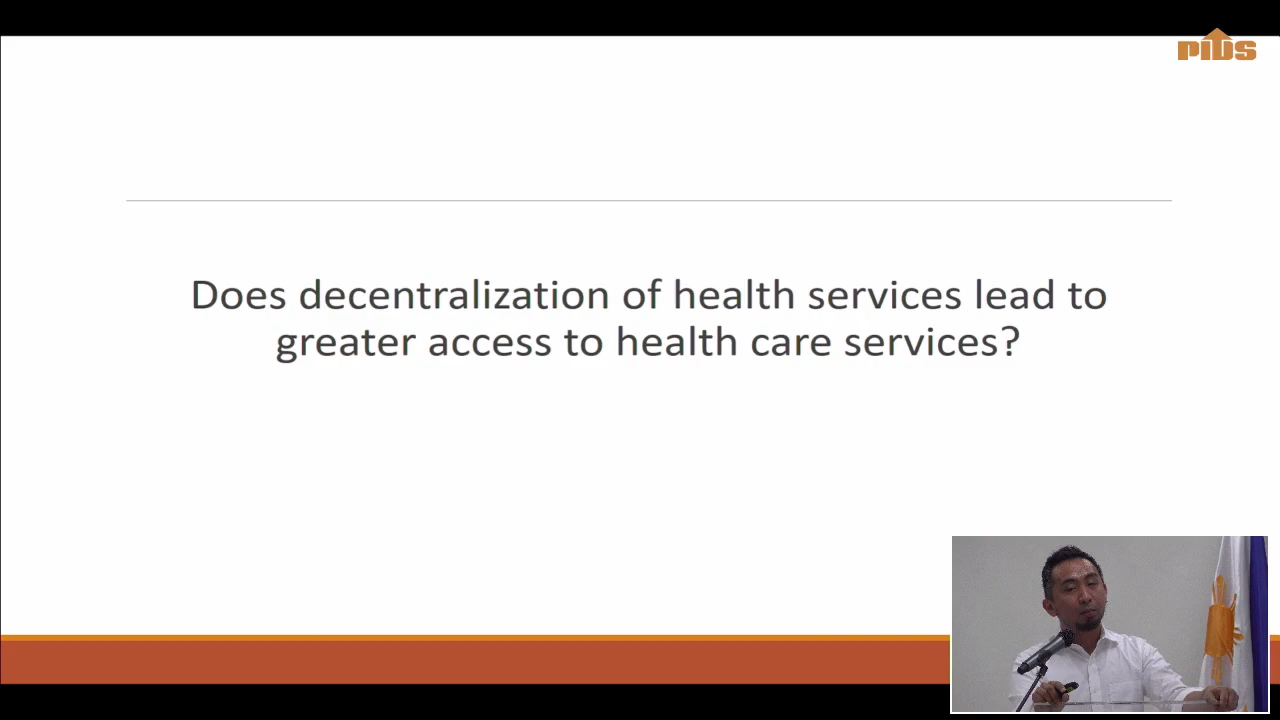 PIDS
Does decentralization of health services lead to
greater access to health care services?